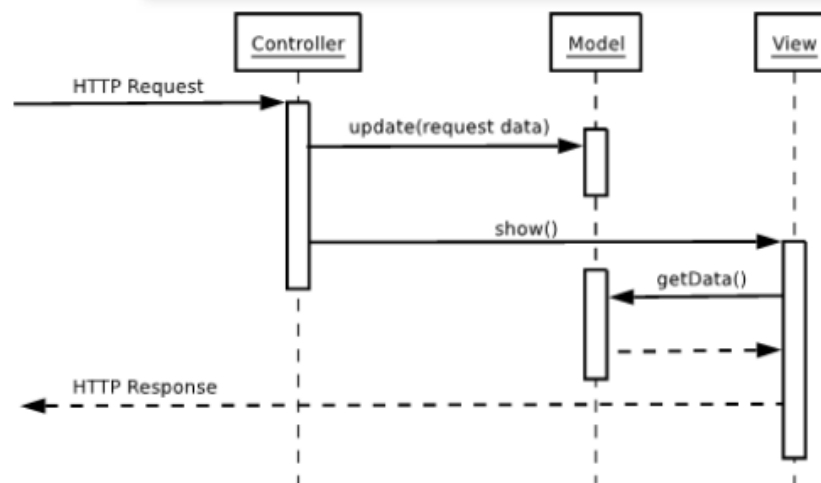 Controller
Model
View
HTTP Request
update(request data)
show()
getData()
HTTP Response